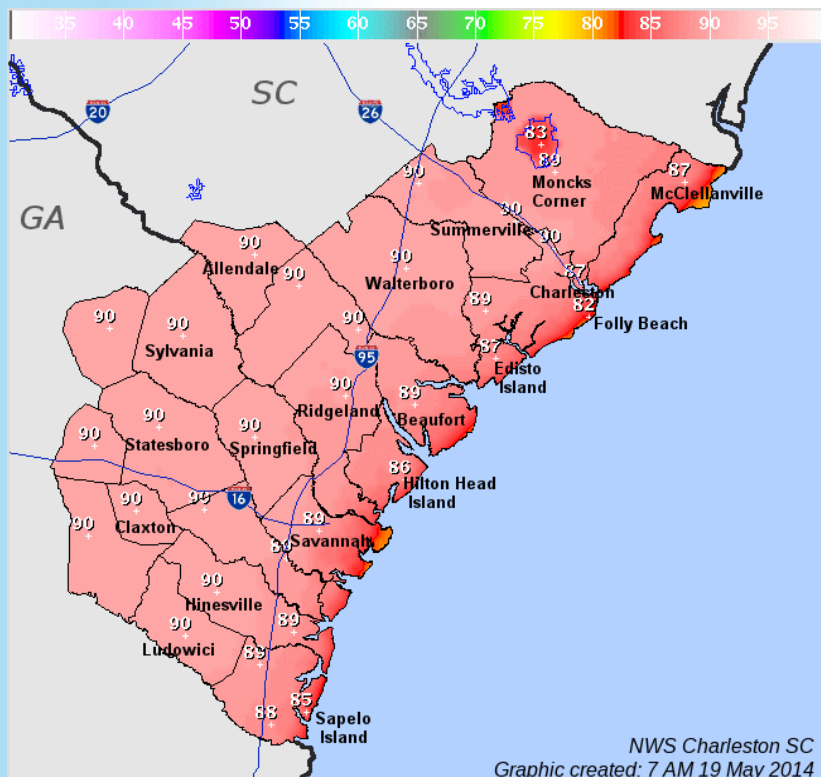 35 40 45 50 55 60 65 70 75 80 85 90 95
SC
20
26
83
89
87
90
Moncks
Corner
McClellanville
GA
90
Summerville
90
90
Allendale
90
90
Walterboro
87
Charleston
89
82
Folly Beach
90
90
Sylvania
90
95
87
Edisto
Island
90
Ridgeland
89
Beaufort
90
Statesboro
90
Springfield
90
86
Hilton Head
Island
90
Claxton
90
16
89
Savannah
90
89
90
Hinesville
90
Ludowici
89
89
85
88
Sapelo
Island
NWS Charleston SC
Graphic created: 7 AM 19 May 2014